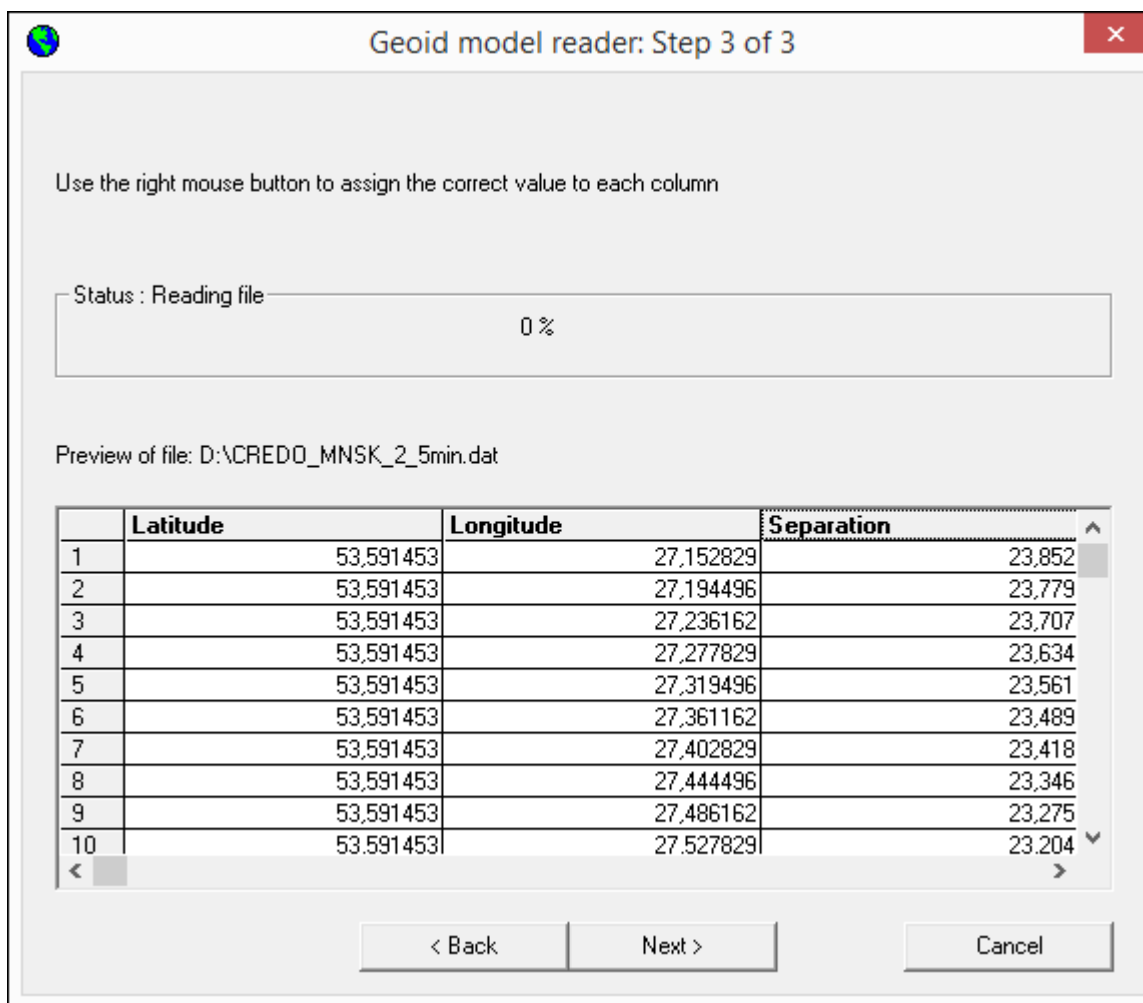 Geoid model reader: Step 3 of 3
Use the right mouse button to assign the correct value to each column
Status : Reading file
0 %
Preview of file: D:\CREDO_MNSK_2_5min.dat
Latitude Longitude Separation
1 53,591453 27,152829 23,852
2 53,591453 27,194496 23,779
3 53,591453 27,236162 23,707
4 53,591453 27,277829 23,634
5 53,591453 27,319496 23,561
6 53,591453 27,361162 23,489
7 53,591453 27,402829 23,418
8 53,591453 27,444496 23,346
9 53,591453 27,486162 23,275
10 53,591453 27,527829 23,204
< Back Next > Cancel